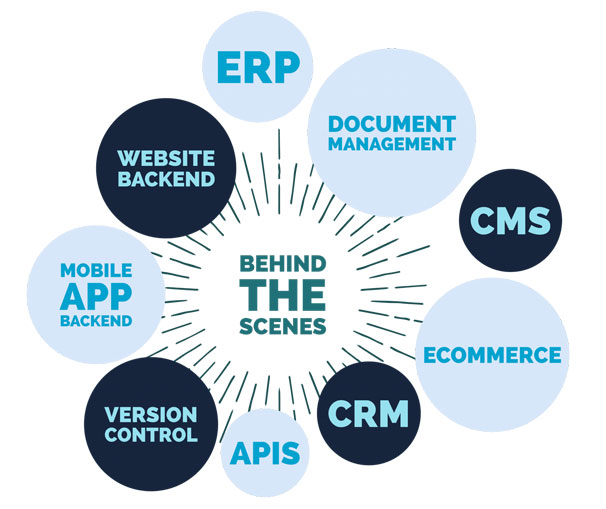 ERP
DOCUMENT
MANAGEMENT
WEBSITE
BACKEND
CMS
BEHIND
THE
SCENES
MOBILE
APP
BACKEND
ECOMMERCE
VERSION
CONTROL
CRM
APIS